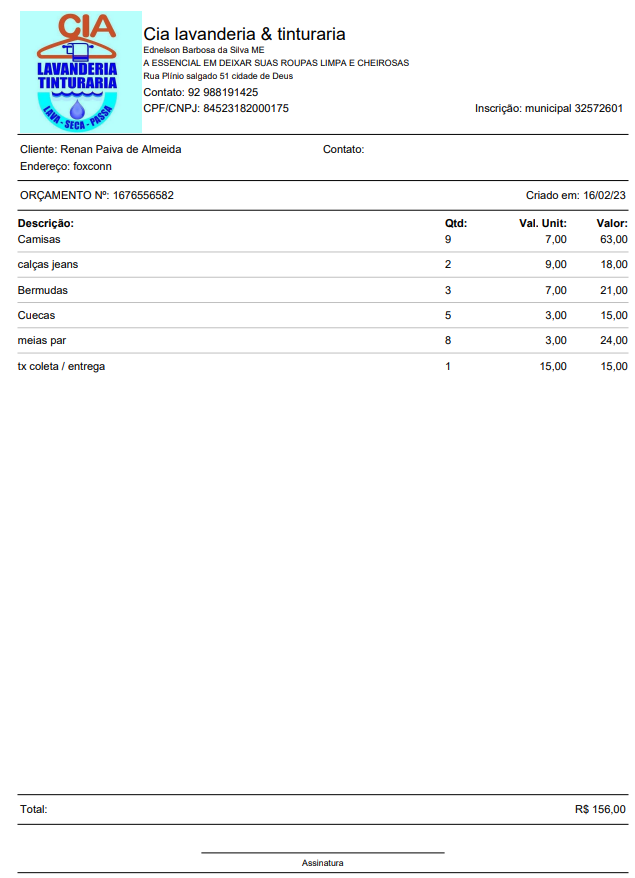 CIA
LAVANDERIA
TINTURARIA
LAVA - SECA - PASSA
Cia lavanderia & tinturaria
Ednelson Barbosa da Silva ME
A ESSENCIAL EM DEIXAR SUAS ROUPAS LIMPA E CHEIROSAS
Rua Plínio salgado 51 cidade de Deus
Contato: 92 988191425
CPF/CNPJ: 84523182000175 Inscrição: municipal 32572601
Cliente: Renan Paiva de Almeida Contato:
Endereço: foxconn
ORÇAMENTO Nº: 1676556582 Criado em: 16/02/23
Descrição: Qtd: Val. Unit: Valor:
Camisas 9 7,00 63,00
calças jeans 2 9,00 18,00
Bermudas 3 7,00 21,00
Cuecas 5 3,00 15,00
meias par 8 3,00 24,00
tx coleta / entrega 1 15,00 15,00
Total: R$ 156,00
Assinatura